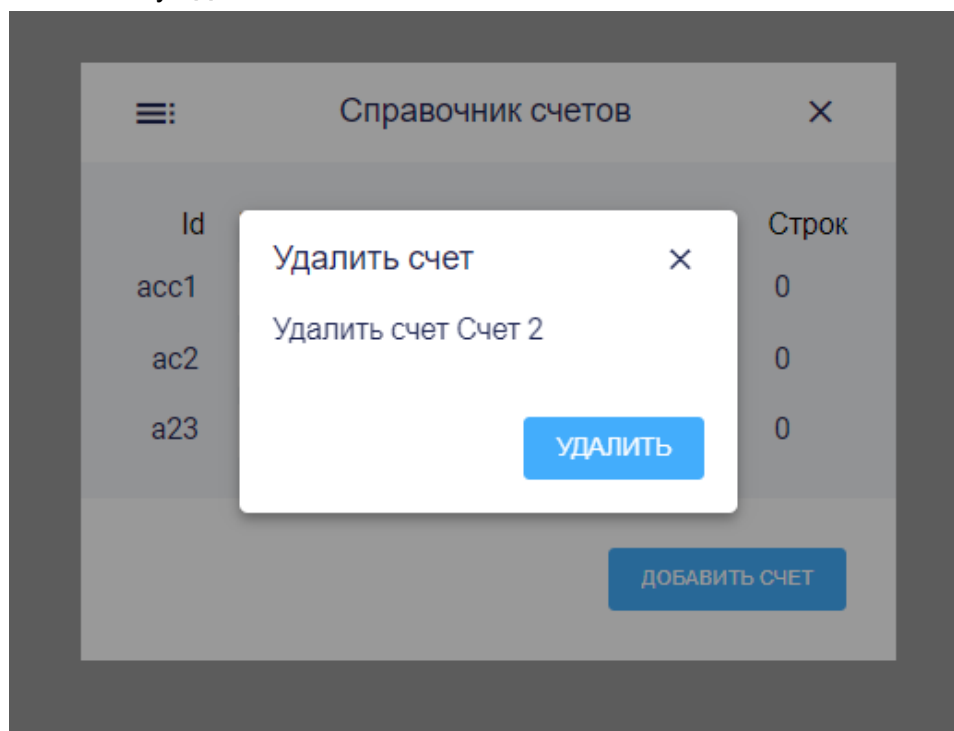 Справочник счетов
Id Строк
Удалить счет
acc1 0
Удалить счет Счет 2
ac2 0
a23 0
УДАЛИТЬ
ДОБАВИТЬ СЧЕТ